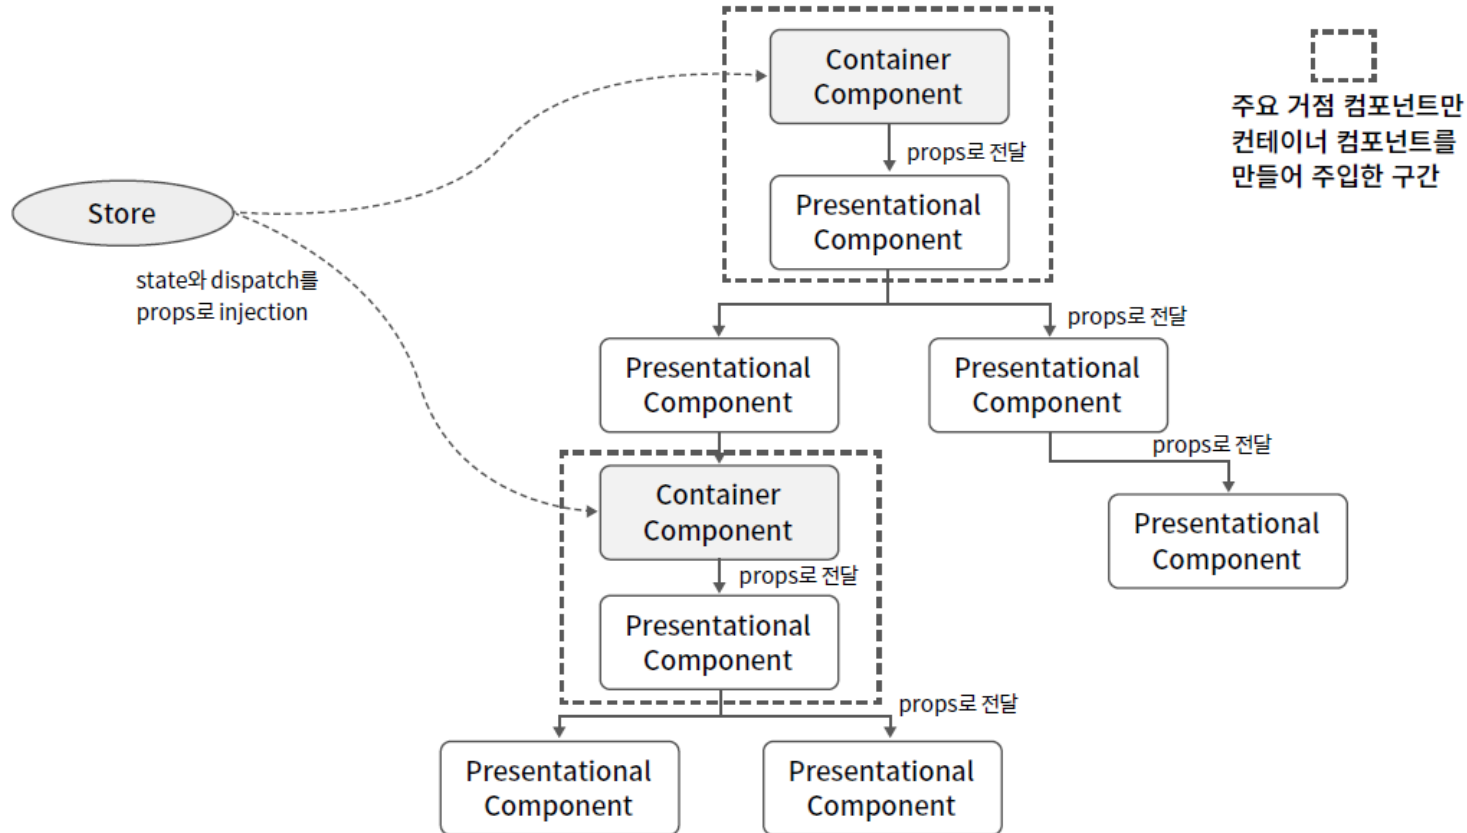 Container
Component
주요 거점 컴포넌트만
컨테이너 컴포넌트를
만들어 주입한 구간
props로 전달
Store
Presentational
Component
state와 dispatch를
props로 injection
props로 전달
Presentational
Component
Presentational
Component
props로 전달
Container
Component
Presentational
Component
props로 전달
Presentational
Component
props로 전달
Presentational
Component
Presentational
Component